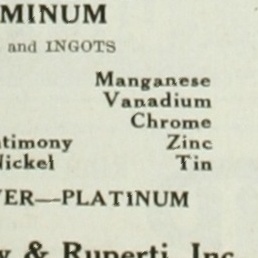 MINUM
and INGOTS
Manganese
Vanadium
Chrome
timony Zinc
Nickel Tin
VER—PLATINUM
& Ruperti, Inc